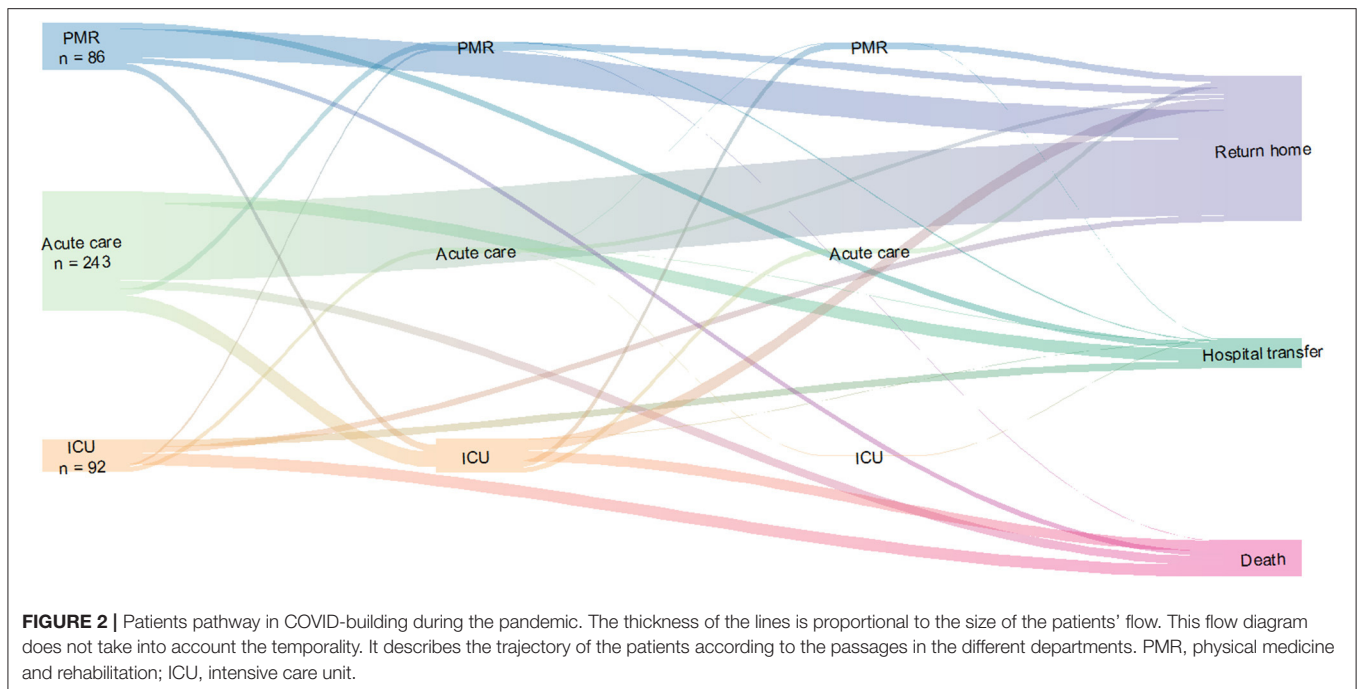 PMR
n = 86
PMR
PMR
Return home
Acute care
n = 243
Acute care
Acute care
Hospital transfer
ICU
n = 92
ICU
ICU
Death
FIGURE 2 | Patients pathway in COVID-building during the pandemic. The thickness of the lines is proportional to the size of the patients' flow. This flow diagram
does not take into account the temporality. It describes the trajectory of the patients according to the passages in the different departments. PMR, physical medicine
and rehabilitation; ICU, intensive care unit.